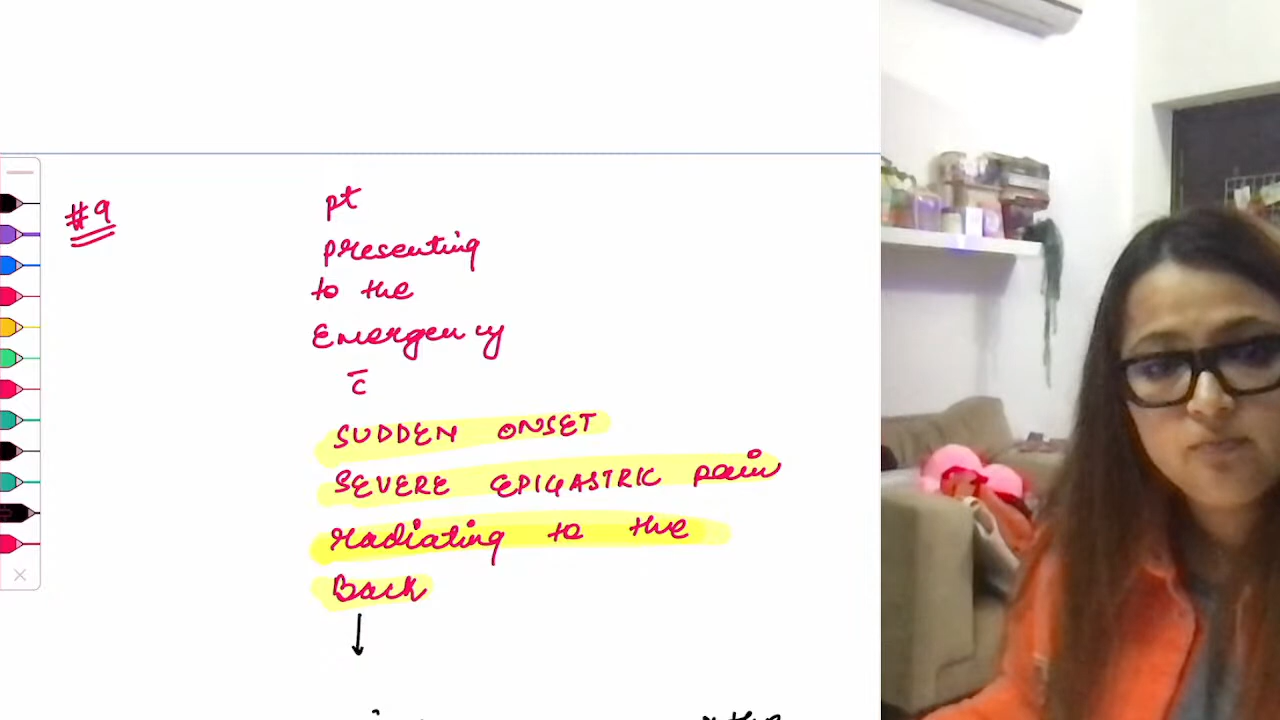 #9
pt
presenting
to the
Emergency
c̄
SUDDEN ONSET
SEVERE EPIGASTRIC pain
radiating to the
Back